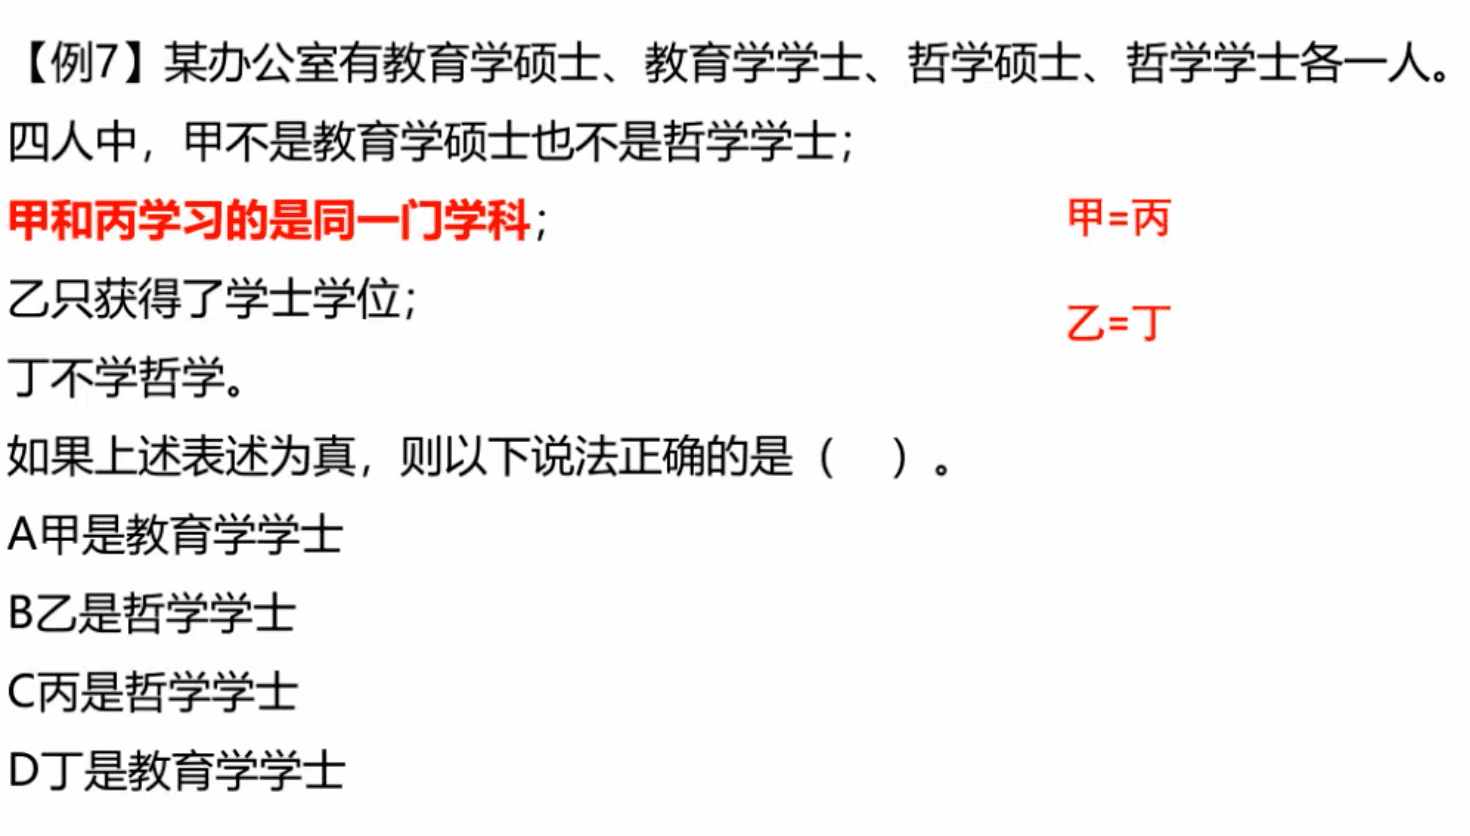 【例7】某办公室有教育学硕士、教育学学士、哲学硕士、哲学学士各一人。
四人中，甲不是教育学硕士也不是哲学学士；
甲和丙学习的是同一门学科；
甲=丙
乙只获得了学士学位；
乙=丁
丁不学哲学。
如果上述表述为真，则以下说法正确的是（　）。
A甲是教育学学士
B乙是哲学学士
C丙是哲学学士
D丁是教育学学士